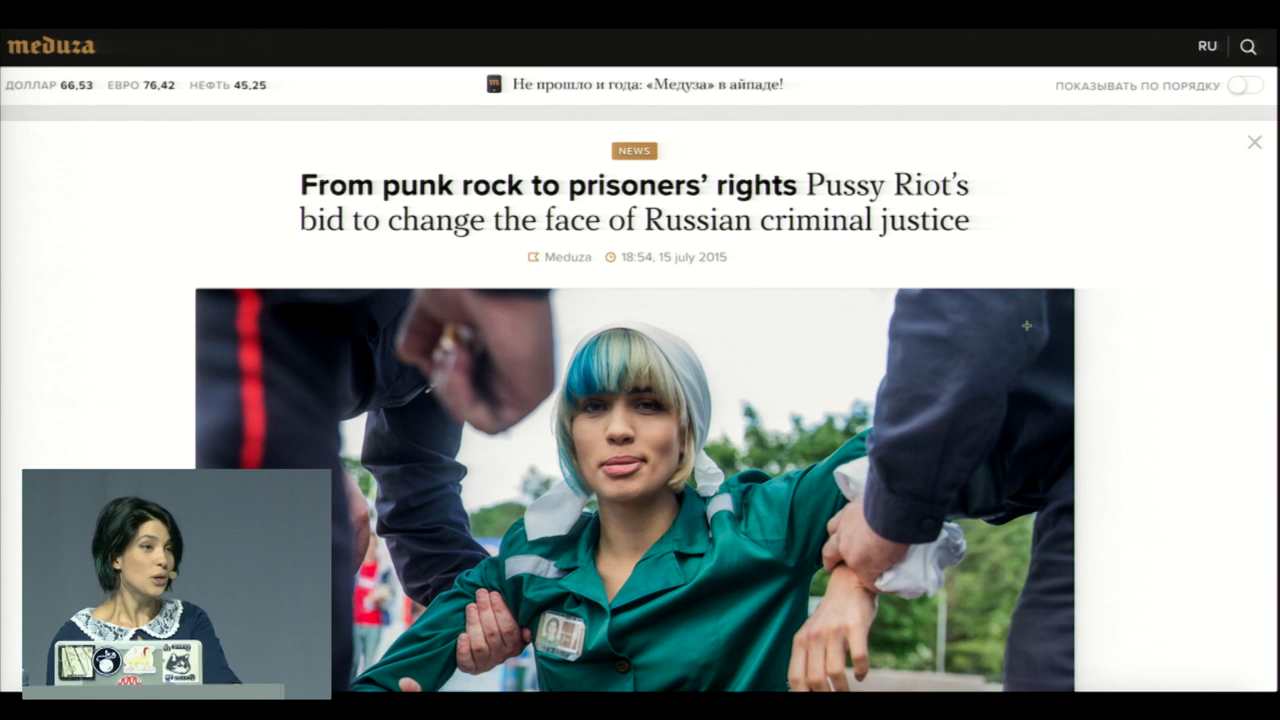 meduza
RU
ДОЛЛАР 66,53 ЕВРО 76,42 НЕФТЬ 45,25
Не прошло и года: «Медуза» в айпаде!
ПОКАЗЫВАТЬ ПО ПОРЯДКУ
NEWS
From punk rock to prisoners’ rights Pussy Riot’s
bid to change the face of Russian criminal justice
Meduza 18:54, 15 july 2015